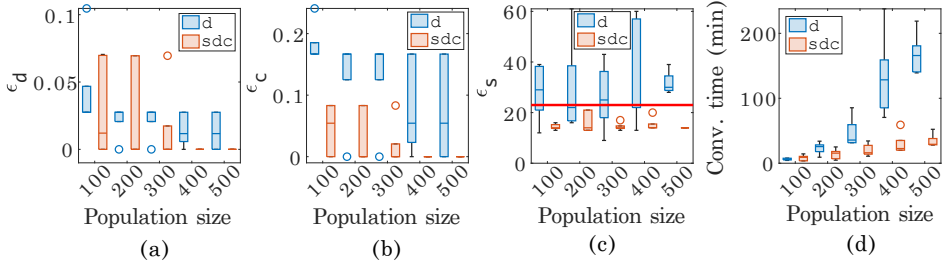 0.1
0.05
0
ϵd
d
sdc
100
200
300
400
500
Population size
(a)
0.2
0.1
0
ϵc
d
sdc
100
200
300
400
500
Population size
(b)
60
40
20
0
ϵs
d
sdc
100
200
300
400
500
Population size
(c)
200
100
0
Conv. time (min)
d
sdc
100
200
300
400
500
Population size
(d)